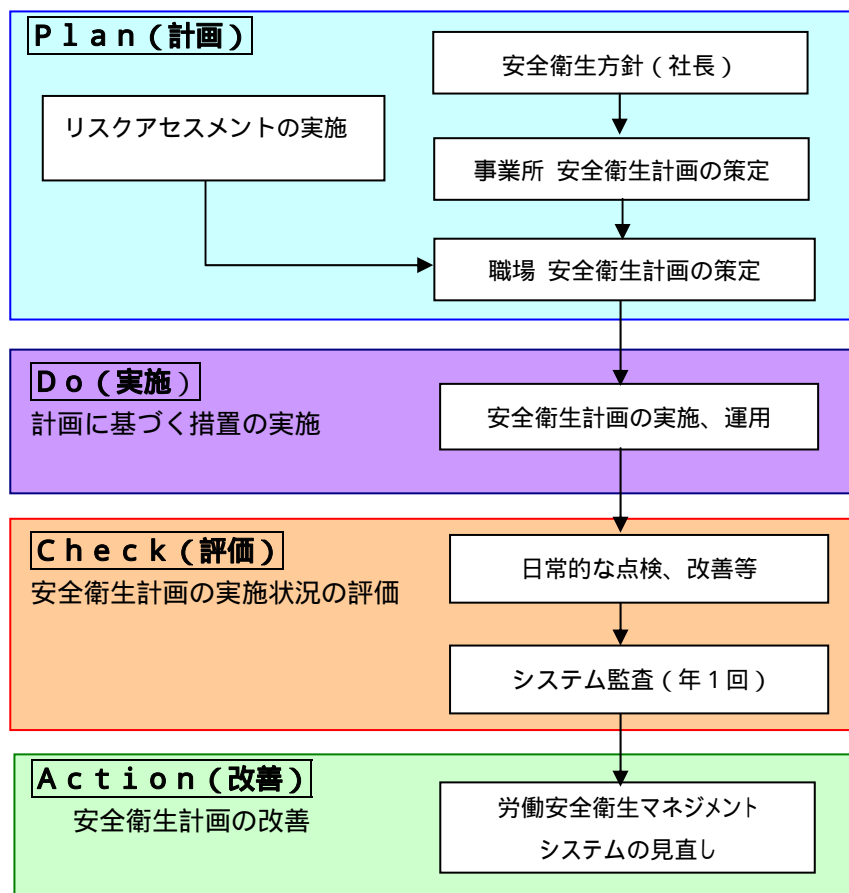 Ｐｌａｎ（計画）
安全衛生方針（社長）
リスクアセスメントの実施
事業所 安全衛生計画の策定
職場 安全衛生計画の策定
Ｄｏ（実施）
計画に基づく措置の実施
安全衛生計画の実施、運用
Ｃｈｅｃｋ（評価）
安全衛生計画の実施状況の評価
日常的な点検、改善等
システム監査（年１回）
Ａｃｔｉｏｎ（改善）
安全衛生計画の改善
労働安全衛生マネジメント
システムの見直し